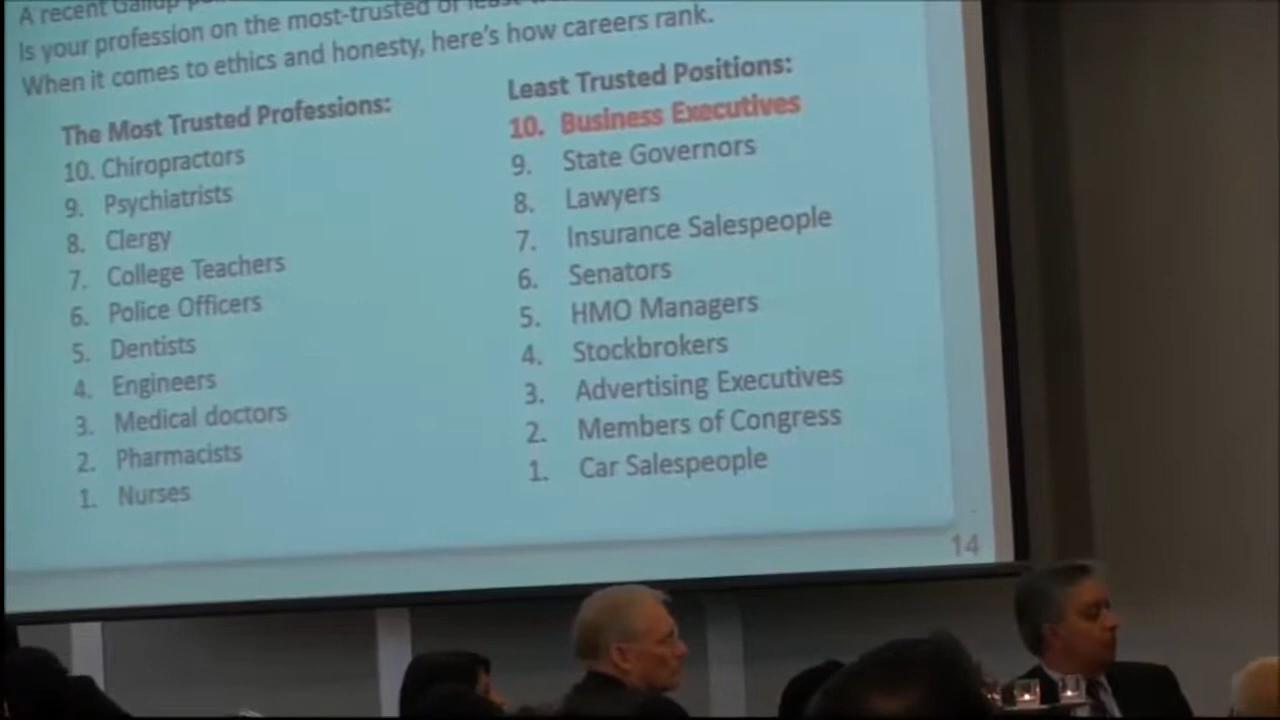 A recent Gallup
Is your profession on the most-trusted or least
When it comes to ethics and honesty, here's how careers rank.
The Most Trusted Professions:
10. Chiropractors
9. Psychiatrists
8. Clergy
7. College Teachers
6. Police Officers
5. Dentists
4. Engineers
3. Medical doctors
2. Pharmacists
1. Nurses
Least Trusted Positions:
10. Business Executives
9. State Governors
8. Lawyers
7. Insurance Salespeople
6. Senators
5. HMO Managers
4. Stockbrokers
3. Advertising Executives
2. Members of Congress
1. Car Salespeople
14